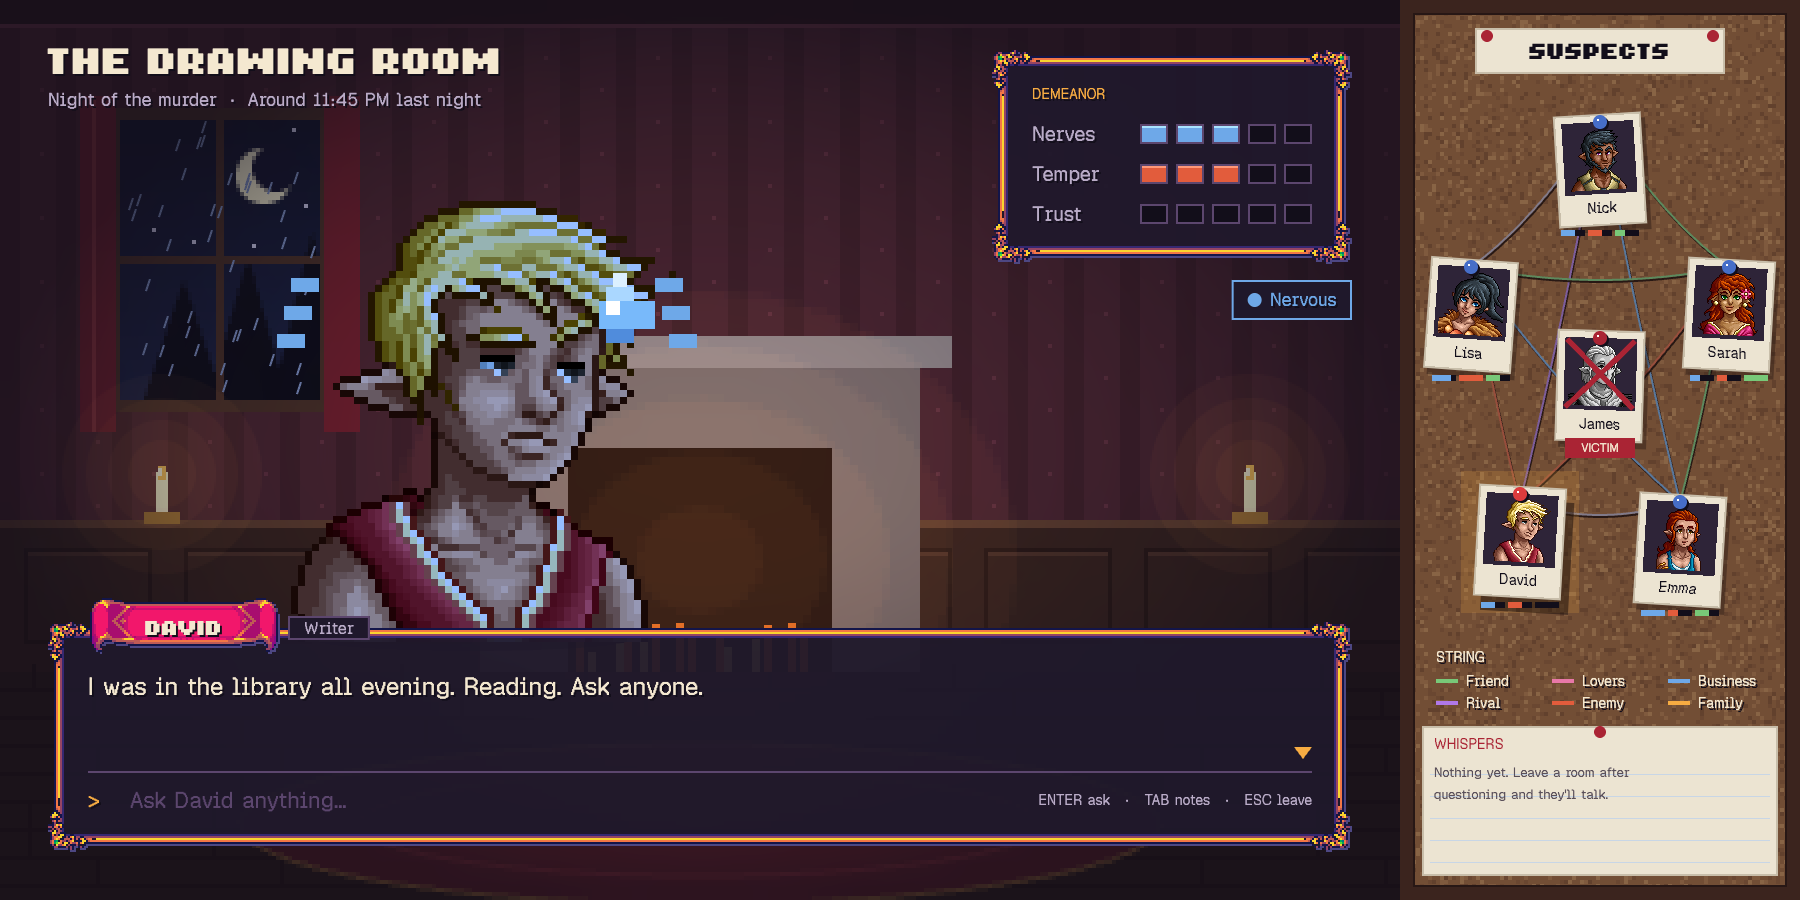 THE DRAWING ROOM
Night of the murder · Around 11:45 PM last night
DEMEANOR
Nerves
Temper
Trust
Nervous
DAVID
Writer
I was in the library all evening. Reading. Ask anyone.
> Ask David anything...
ENTER ask · TAB notes · ESC leave
SUSPECTS
Nick
Lisa
Sarah
James
VICTIM
David
Emma
STRING
Friend
Lovers
Business
Rival
Enemy
Family
WHISPERS
Nothing yet. Leave a room after
questioning and they'll talk.